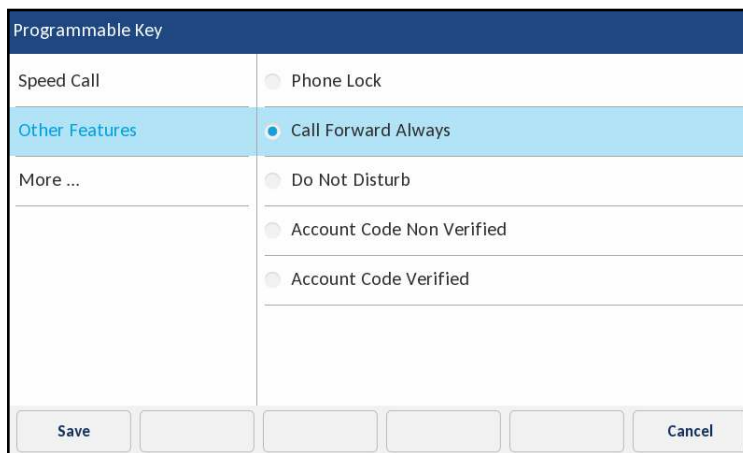 Programmable Key
Speed Call
Other Features
More ...
Phone Lock
Call Forward Always
Do Not Disturb
Account Code Non Verified
Account Code Verified
Save
Cancel